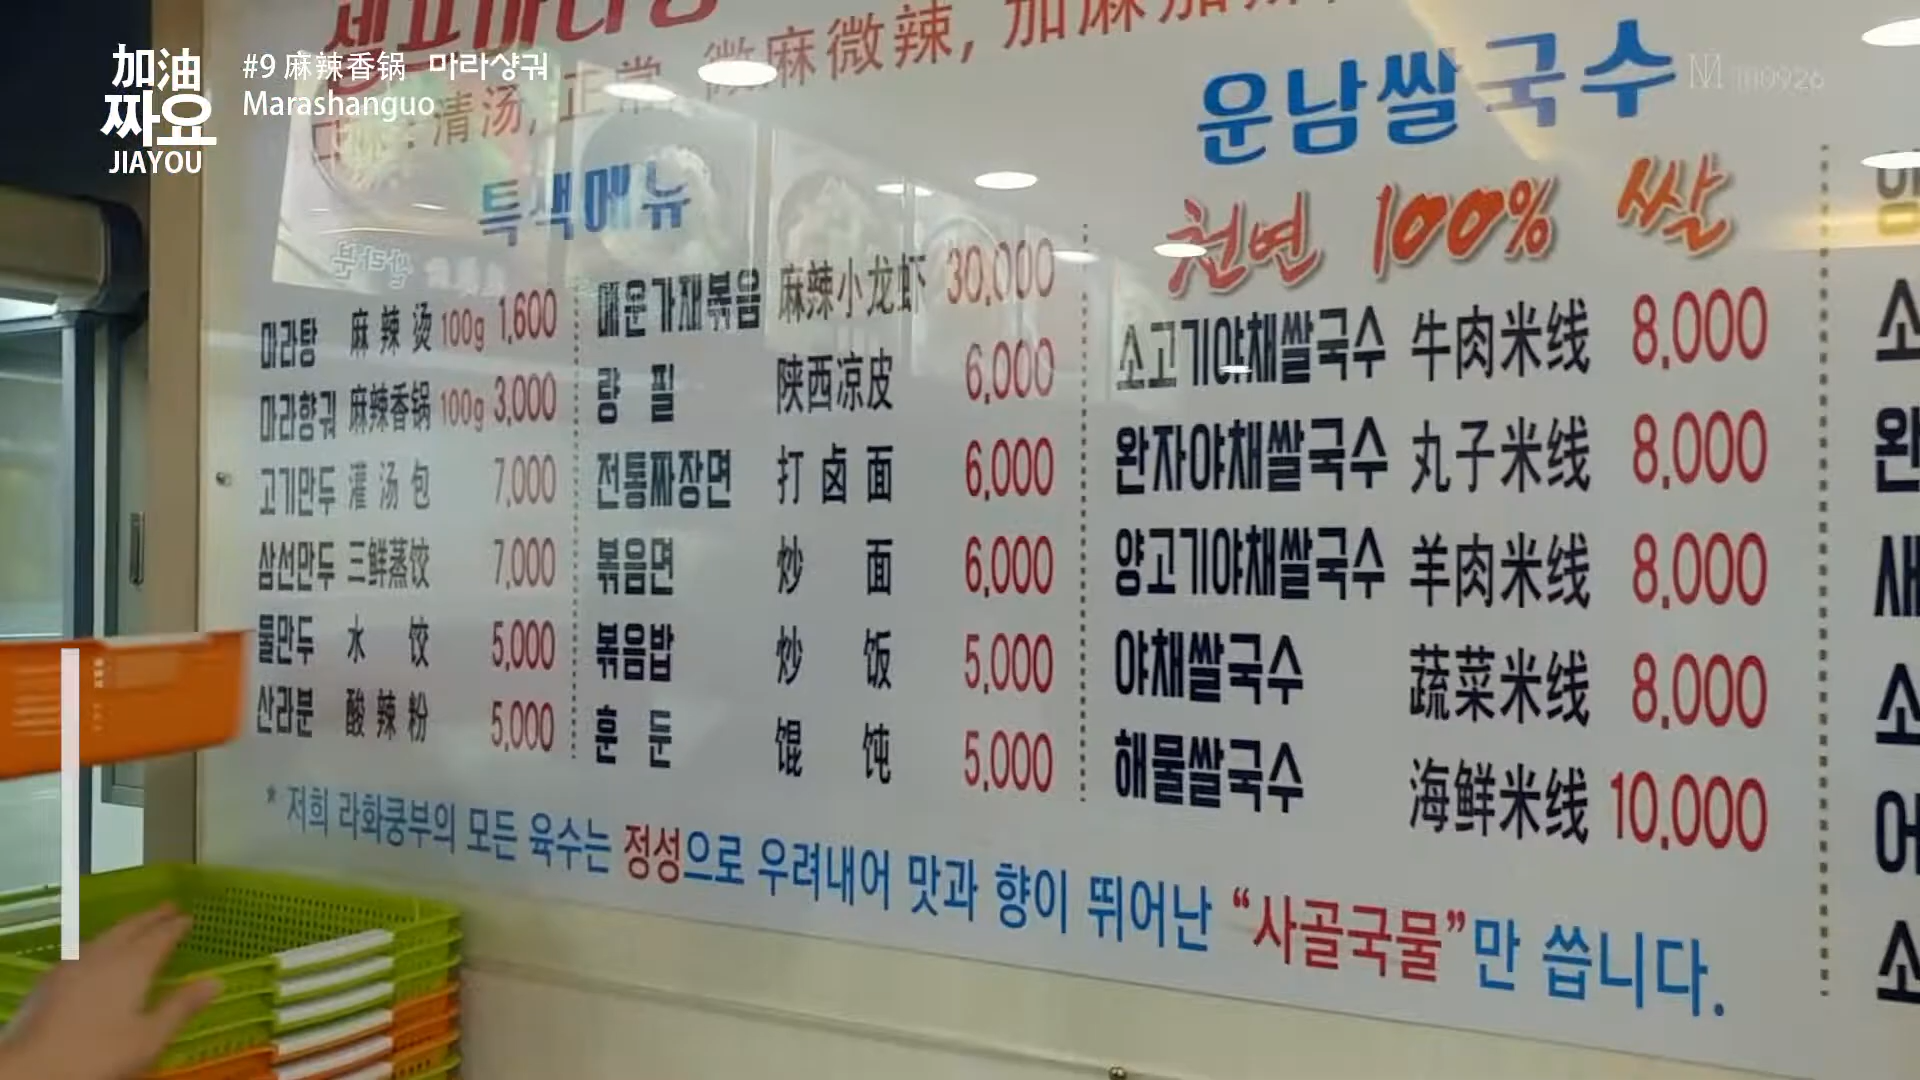 加油
짜요
JIAYOU
#9 麻辣香锅 마라샹궈
Marashanguo
셀프마라탕
清汤, 正常, 微麻微辣, 加麻加辣
특색메뉴
마라탕 麻辣烫 100g 1,600
마라향궈 麻辣香锅 100g 3,000
고기만두 灌汤包 7,000
삼선만두 三鲜蒸饺 7,000
물만두 水饺 5,000
산라분 酸辣粉 5,000
매운가재볶음 麻辣小龙虾 30,000
량필 陕西凉皮 6,000
전통짜장면 打卤面 6,000
볶음면 炒面 6,000
볶음밥 炒饭 5,000
훈둔 馄饨 5,000
운남쌀국수
천연 100% 쌀
소고기야채쌀국수 牛肉米线 8,000
완자야채쌀국수 丸子米线 8,000
양고기야채쌀국수 羊肉米线 8,000
야채쌀국수 蔬菜米线 8,000
해물쌀국수 海鲜米线 10,000
* 저희 라화쿵부의 모든 육수는 정성으로 우려내어 맛과 향이 뛰어난 “사골국물”만 씁니다.